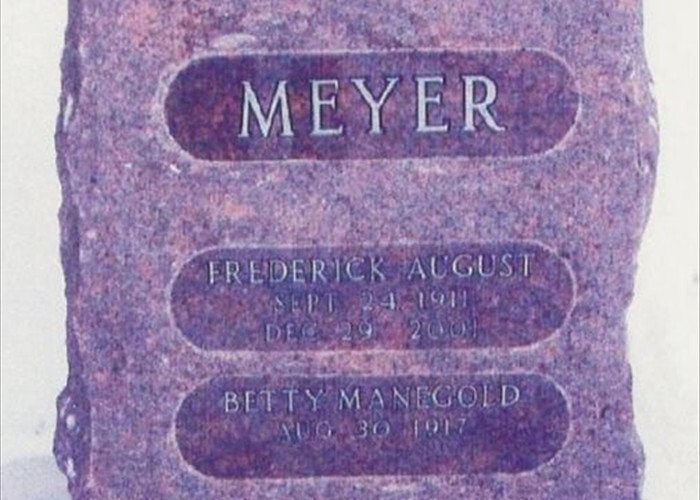 MEYER
FREDERICK AUGUST
SEPT 24 1911
DEC 29 2001
BETTY MANEGOLD
AUG 30 1917